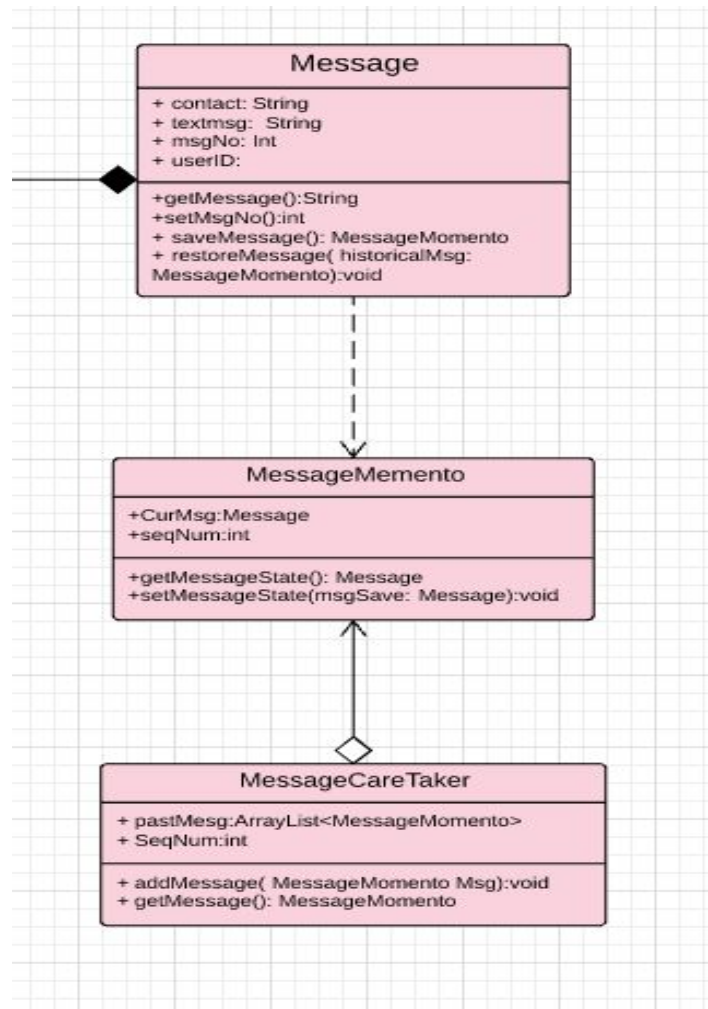 Message
+ contact: String
+ textmsg: String
+ msgNo: Int
+ userID:
+getMessage():String
+setMsgNo():int
+ saveMessage(): MessageMomento
+ restoreMessage( historicalMsg:
MessageMomento):void
MessageMemento
+CurMsg:Message
+seqNum:int
+getMessageState(): Message
+setMessageState(msgSave: Message):void
MessageCareTaker
+ pastMesg:ArrayList<MessageMomento>
+ SeqNum:int
+ addMessage( MessageMomento Msg):void
+ getMessage(): MessageMomento